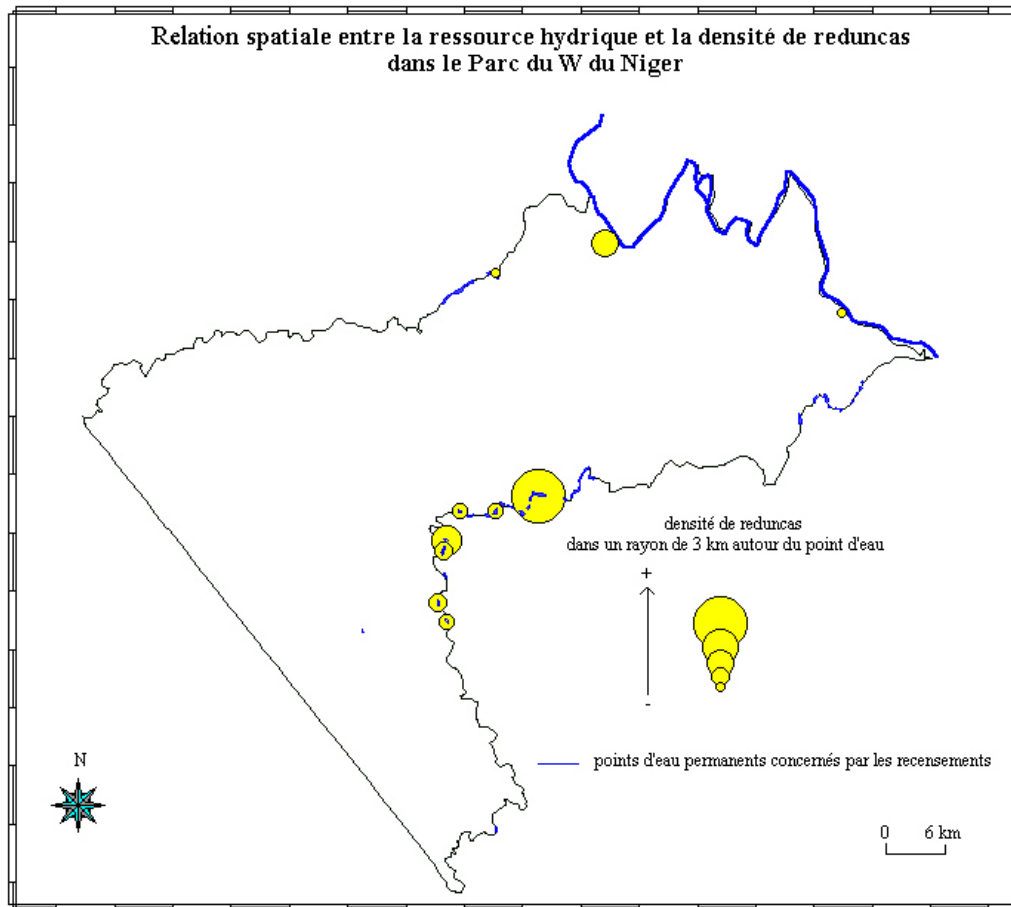 Relation spatiale entre la ressource hydrique et la densité de reduncas
dans le Parc du W du Niger
densité de reduncas
dans un rayon de 3 km autour du point d'eau
+
-
N
points d'eau permanents concernés par les recensements
0 6 km